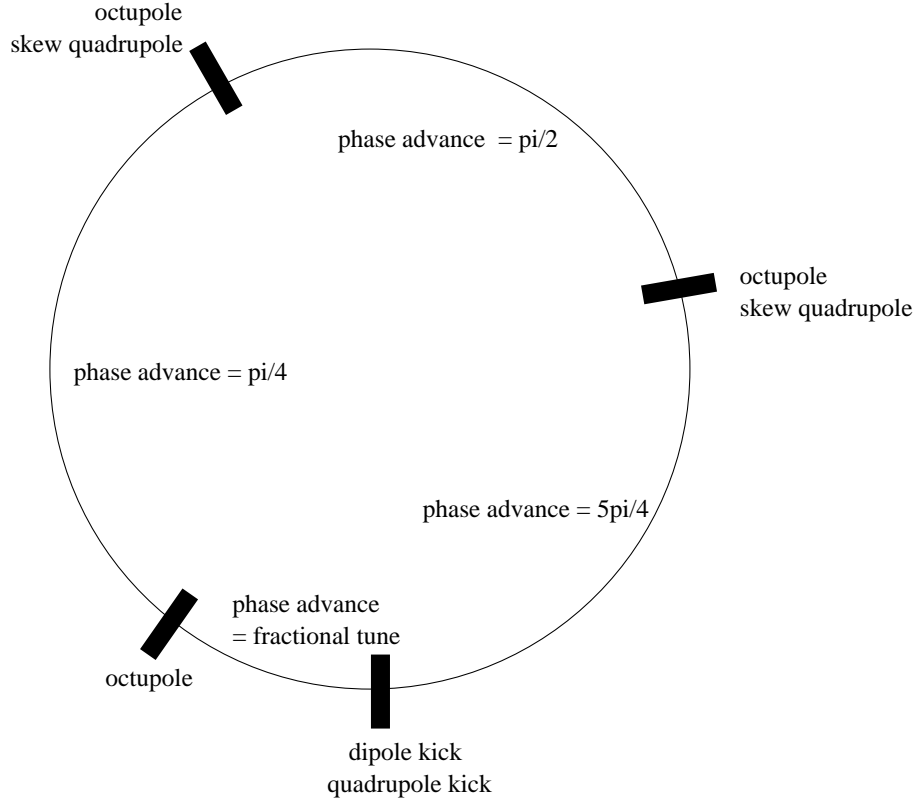 octupole
skew quadrupole
phase advance = pi/2
octupole
skew quadrupole
phase advance = pi/4
phase advance = 5pi/4
phase advance
= fractional tune
octupole
dipole kick
quadrupole kick